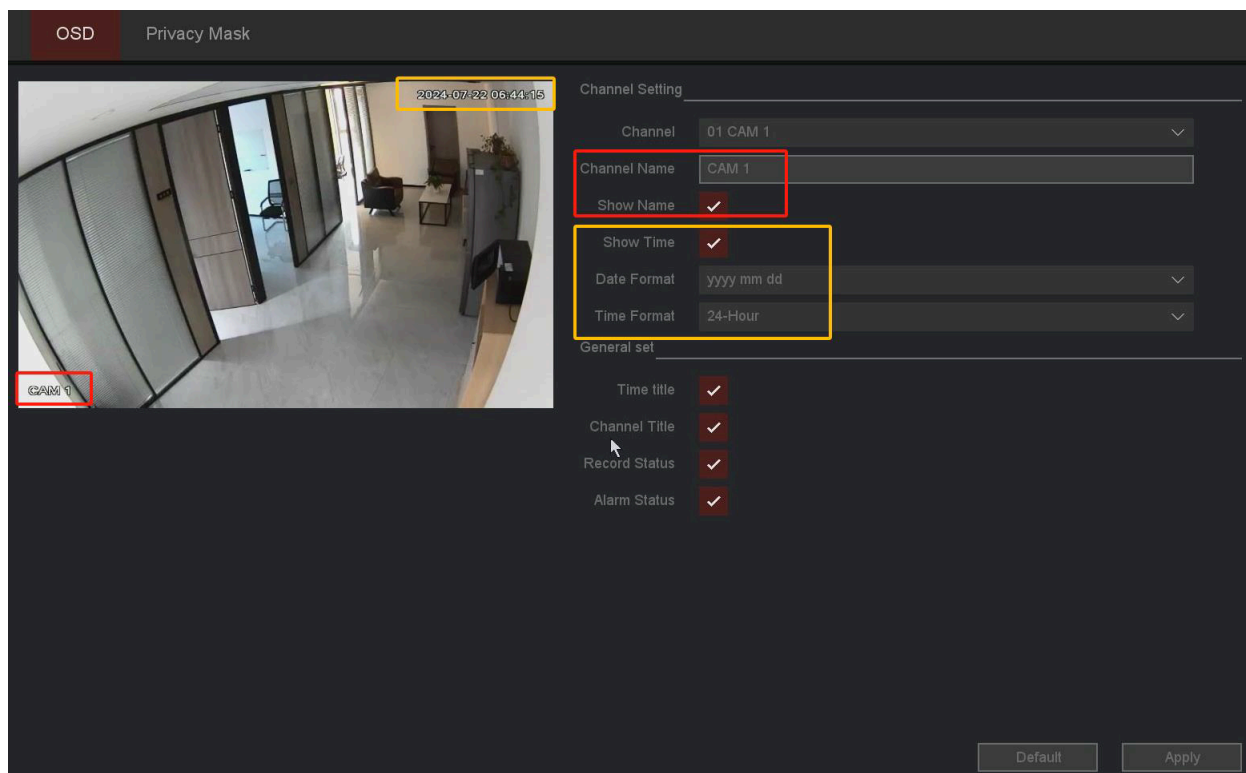 OSD Privacy Mask
2024-07-22 06:44:15
CAM 1
Channel Setting
Channel 01 CAM 1
Channel Name CAM 1
Show Name
Show Time
Date Format yyyy mm dd
Time Format 24-Hour
General set
Time title
Channel Title
Record Status
Alarm Status
Default Apply